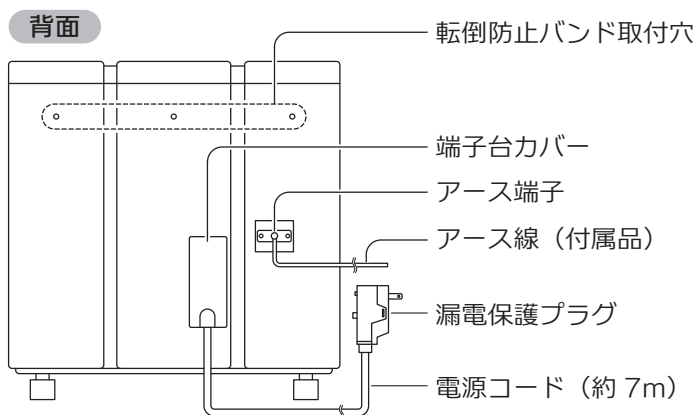 背面
転倒防止バンド取付穴
端子台カバー
アース端子
アース線（付属品）
漏電保護プラグ
電源コード（約 7m）